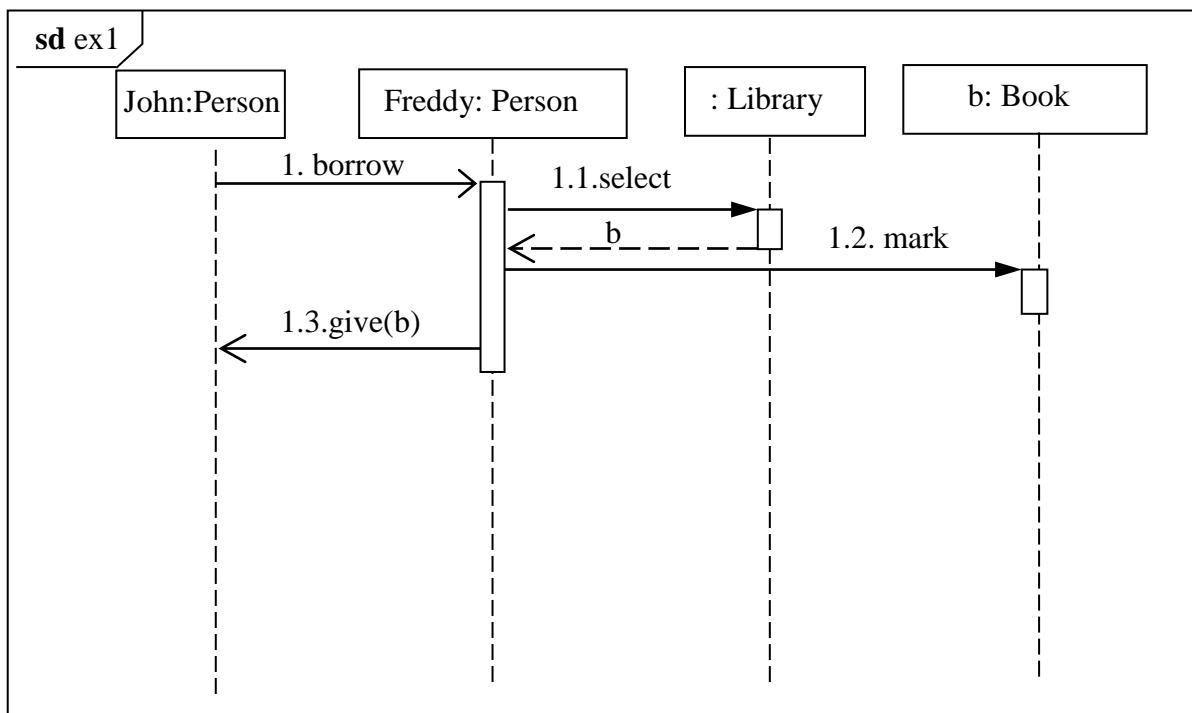 sd ex1
John:Person
Freddy: Person
: Library
b: Book
1. borrow
1.1.select
b
1.2. mark
1.3.give(b)